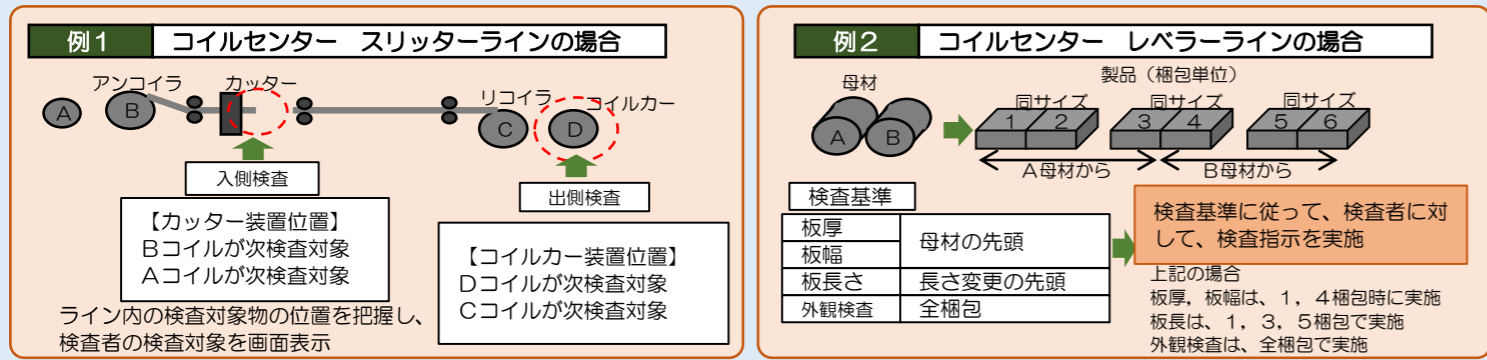 例1 コイルセンター スリッターラインの場合
アンコイラ
カッター
リコイラ
コイルカー
A
B
C
D
入側検査
出側検査
【カッター装置位置】
Bコイルが次検査対象
Aコイルが次検査対象
【コイルカー装置位置】
Dコイルが次検査対象
Cコイルが次検査対象
ライン内の検査対象物の位置を把握し、
検査者の検査対象を画面表示
例2 コイルセンター レベラーラインの場合
母材
製品（梱包単位）
同サイズ 同サイズ 同サイズ
A B
1 2 3 4 5 6
A母材から B母材から
検査基準
板厚
板幅
母材の先頭
板長さ 長さ変更の先頭
外観検査 全梱包
検査基準に従って、検査者に対
して、検査指示を実施
上記の場合
板厚，板幅は、1，4梱包時に実施
板長は、1，3，5梱包で実施
外観検査は、全梱包で実施